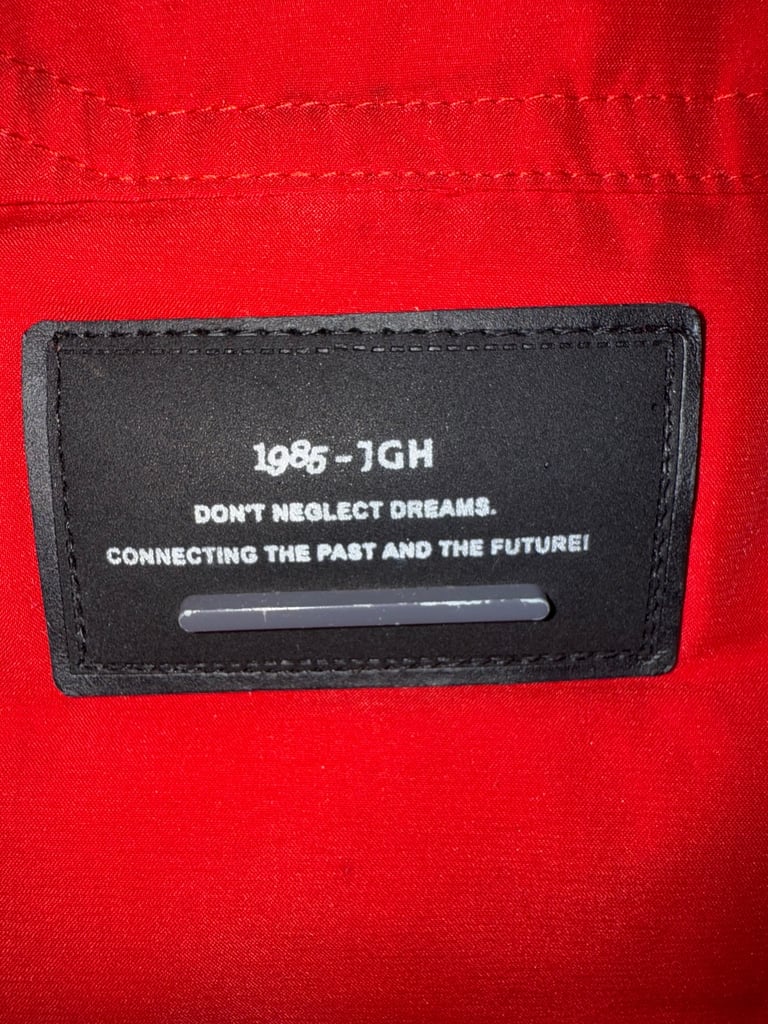 1985-JGH
DON'T NEGLECT DREAMS.
CONNECTING THE PAST AND THE FUTURE!